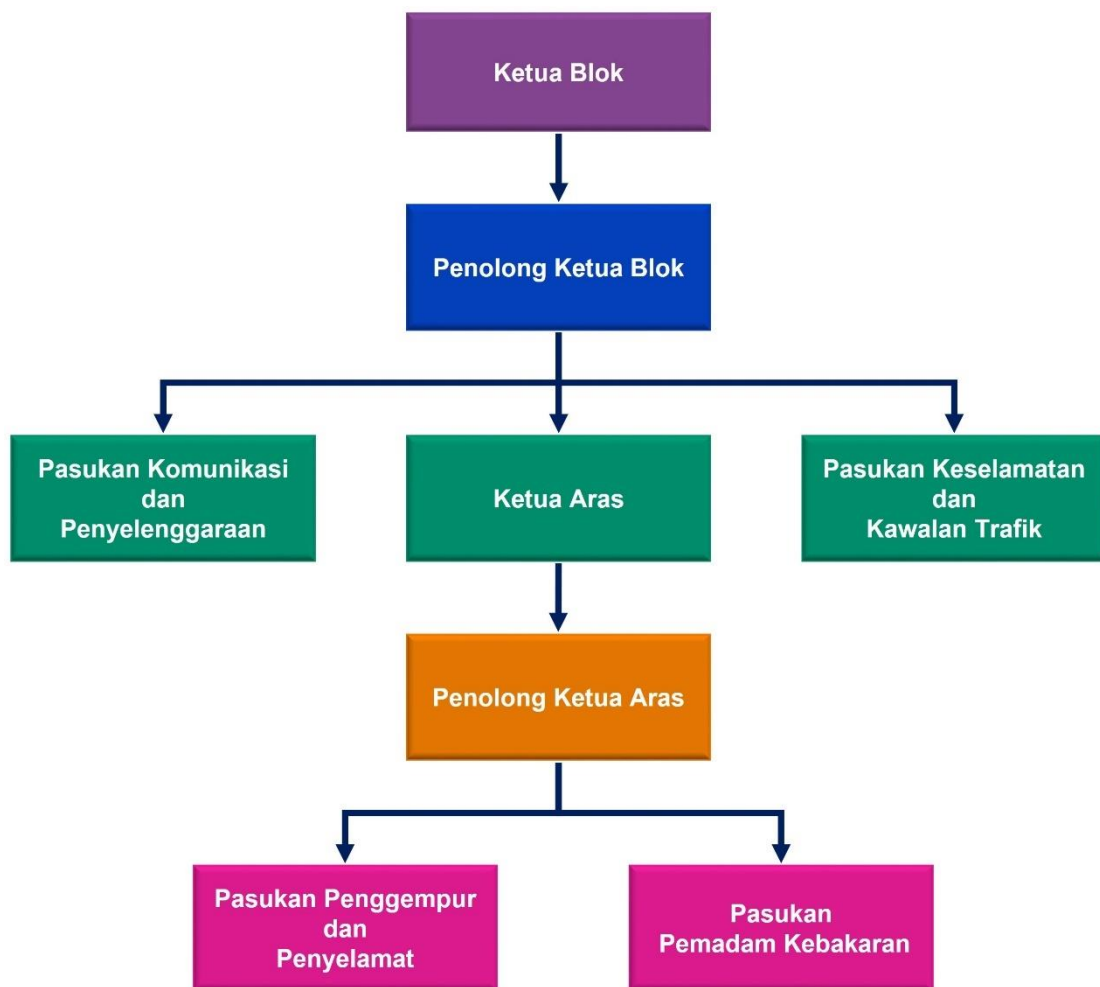 Ketua Blok
Penolong Ketua Blok
Pasukan Komunikasi
dan
Penyelenggaraan
Ketua Aras
Pasukan Keselamatan
dan
Kawalan Trafik
Penolong Ketua Aras
Pasukan Penggempur
dan
Penyelamat
Pasukan
Pemadam Kebakaran